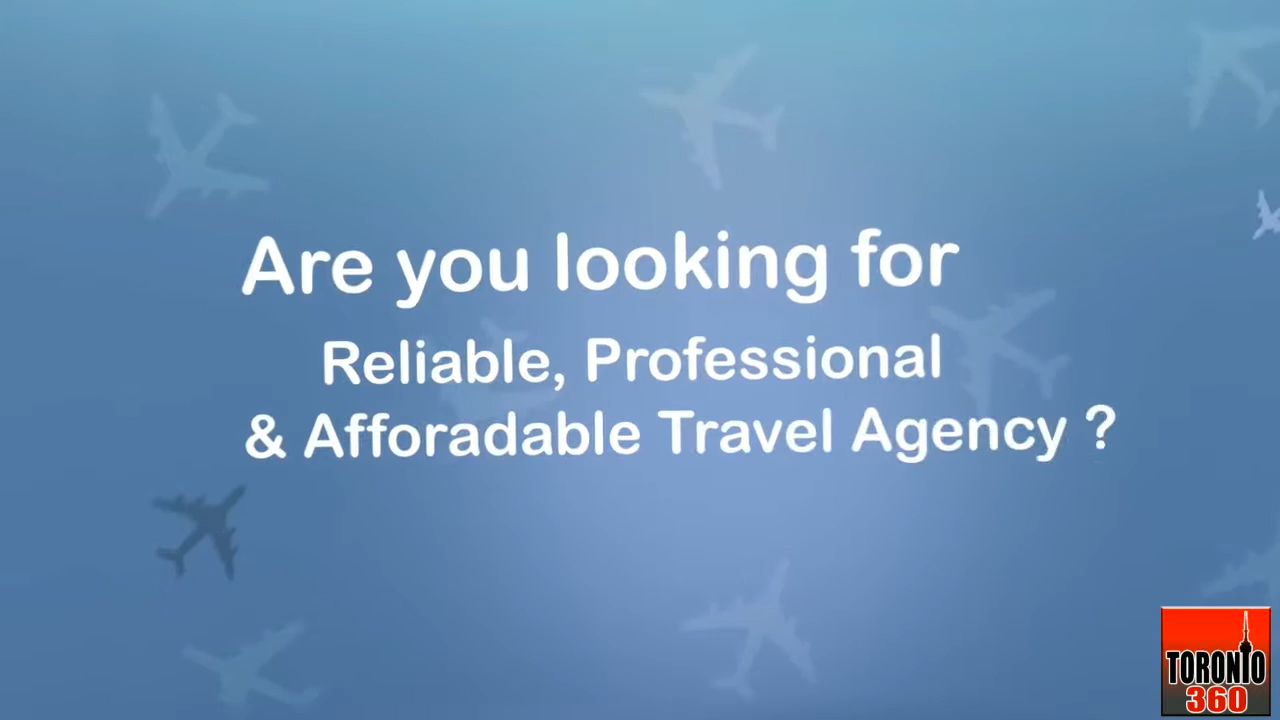 Are you looking for
Reliable, Professional
& Afforadable Travel Agency ?
TORONTO
360